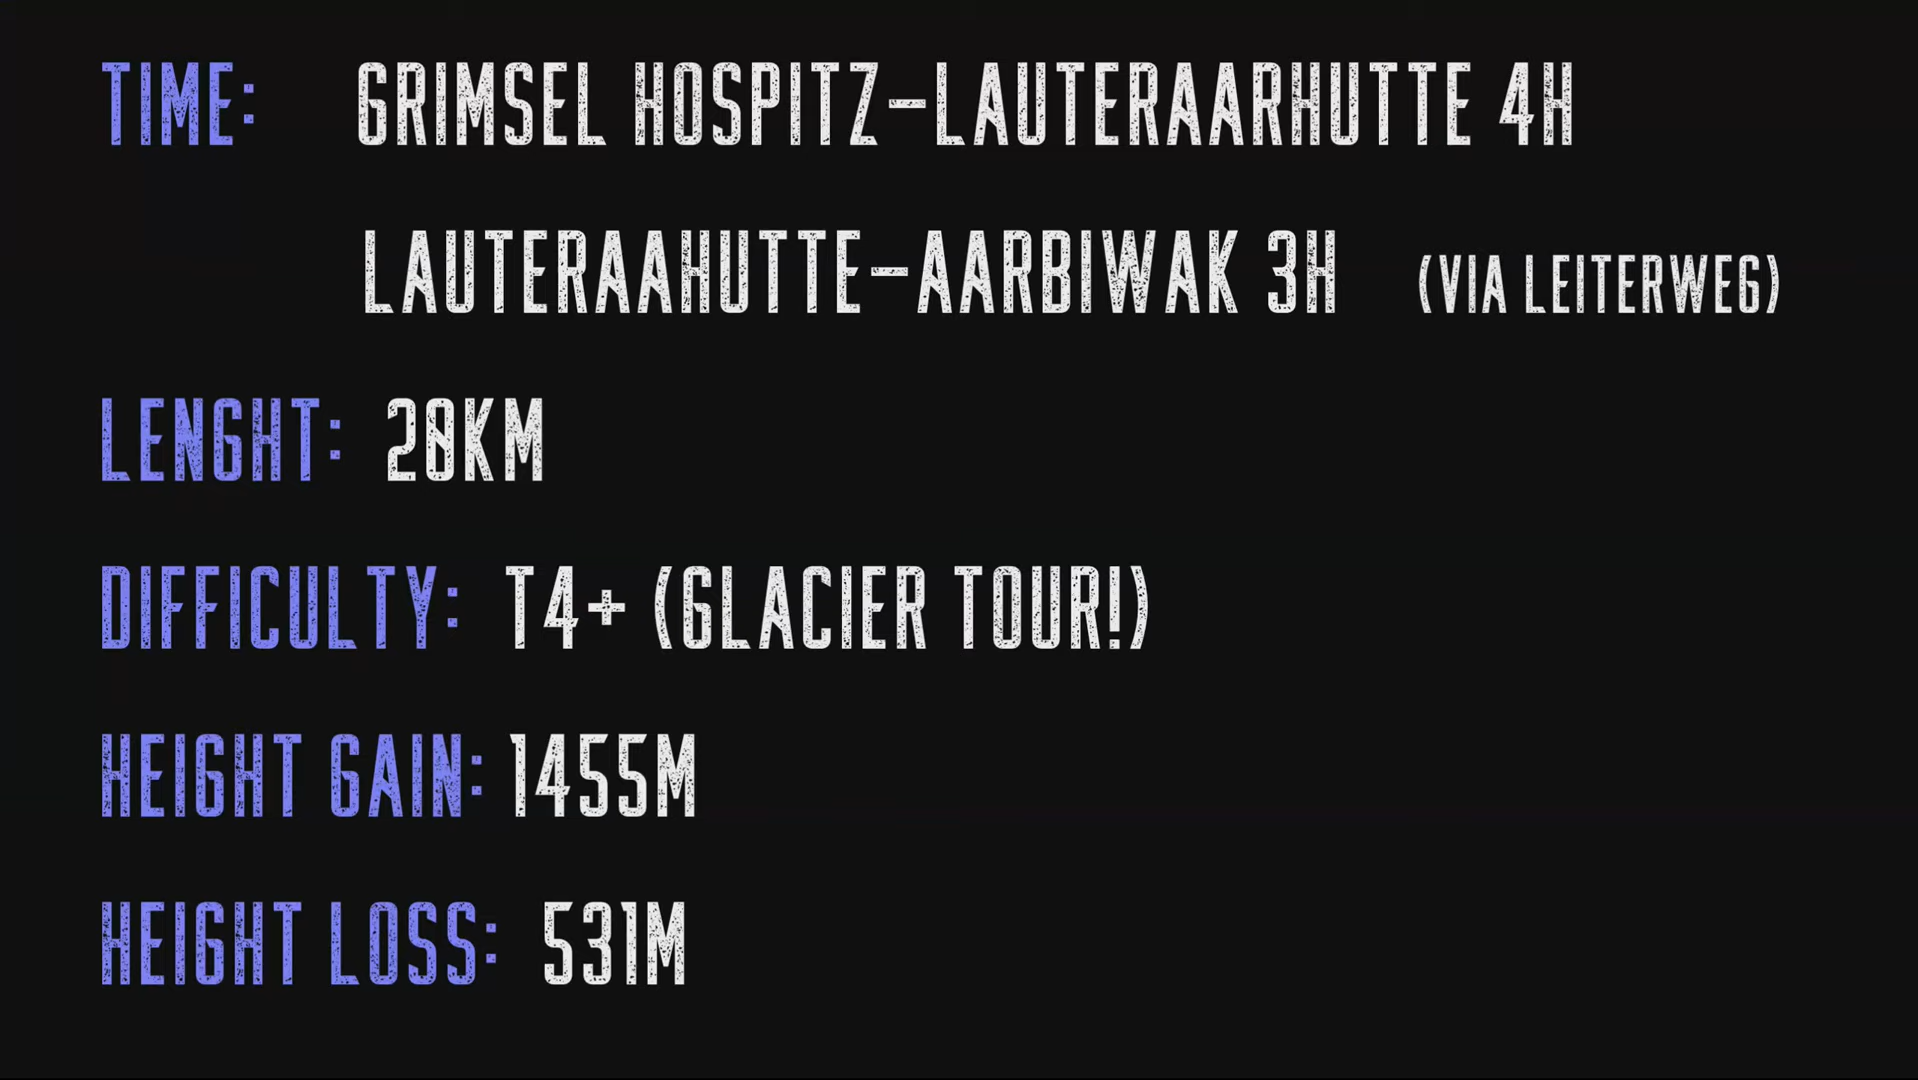 TIME: GRIMSEL HOSPITZ-LAUTERAARHUTTE 4H
LAUTERAAHUTTE-AARBIWAK 3H (VIA LEITERWEG)
LENGHT: 20KM
DIFFICULTY: T4+ (GLACIER TOUR!)
HEIGHT GAIN: 1455M
HEIGHT LOSS: 531M